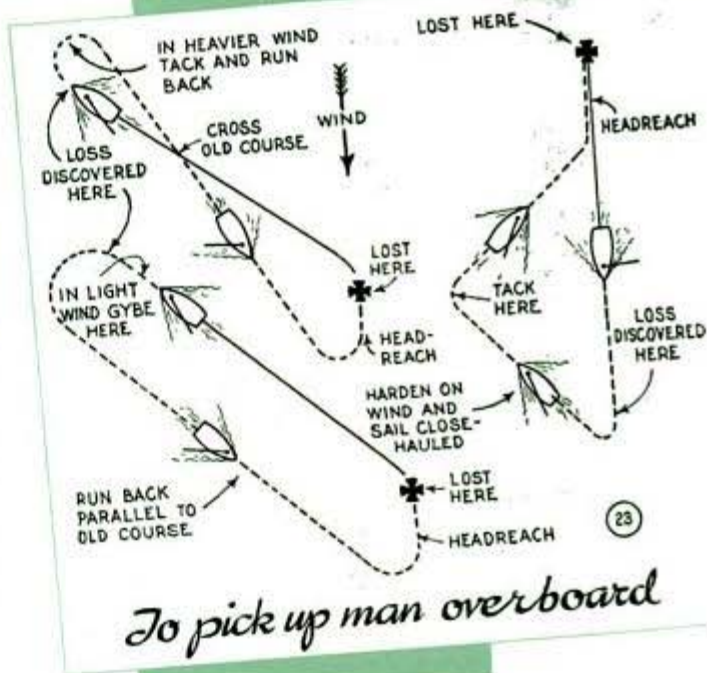 IN HEAVIER WIND
TACK AND RUN
BACK
WIND
CROSS
OLD COURSE
LOSS
DISCOVERED
HERE
LOST
HERE
HEAD-
REACH
LOST HERE
HEADREACH
TACK
HERE
LOSS
DISCOVERED
HERE
HARDEN ON
WIND AND
SAIL CLOSE-
HAULED
IN LIGHT
WIND GYBE
HERE
RUN BACK
PARALLEL TO
OLD COURSE
LOST
HERE
HEADREACH
23
To pick up man overboard